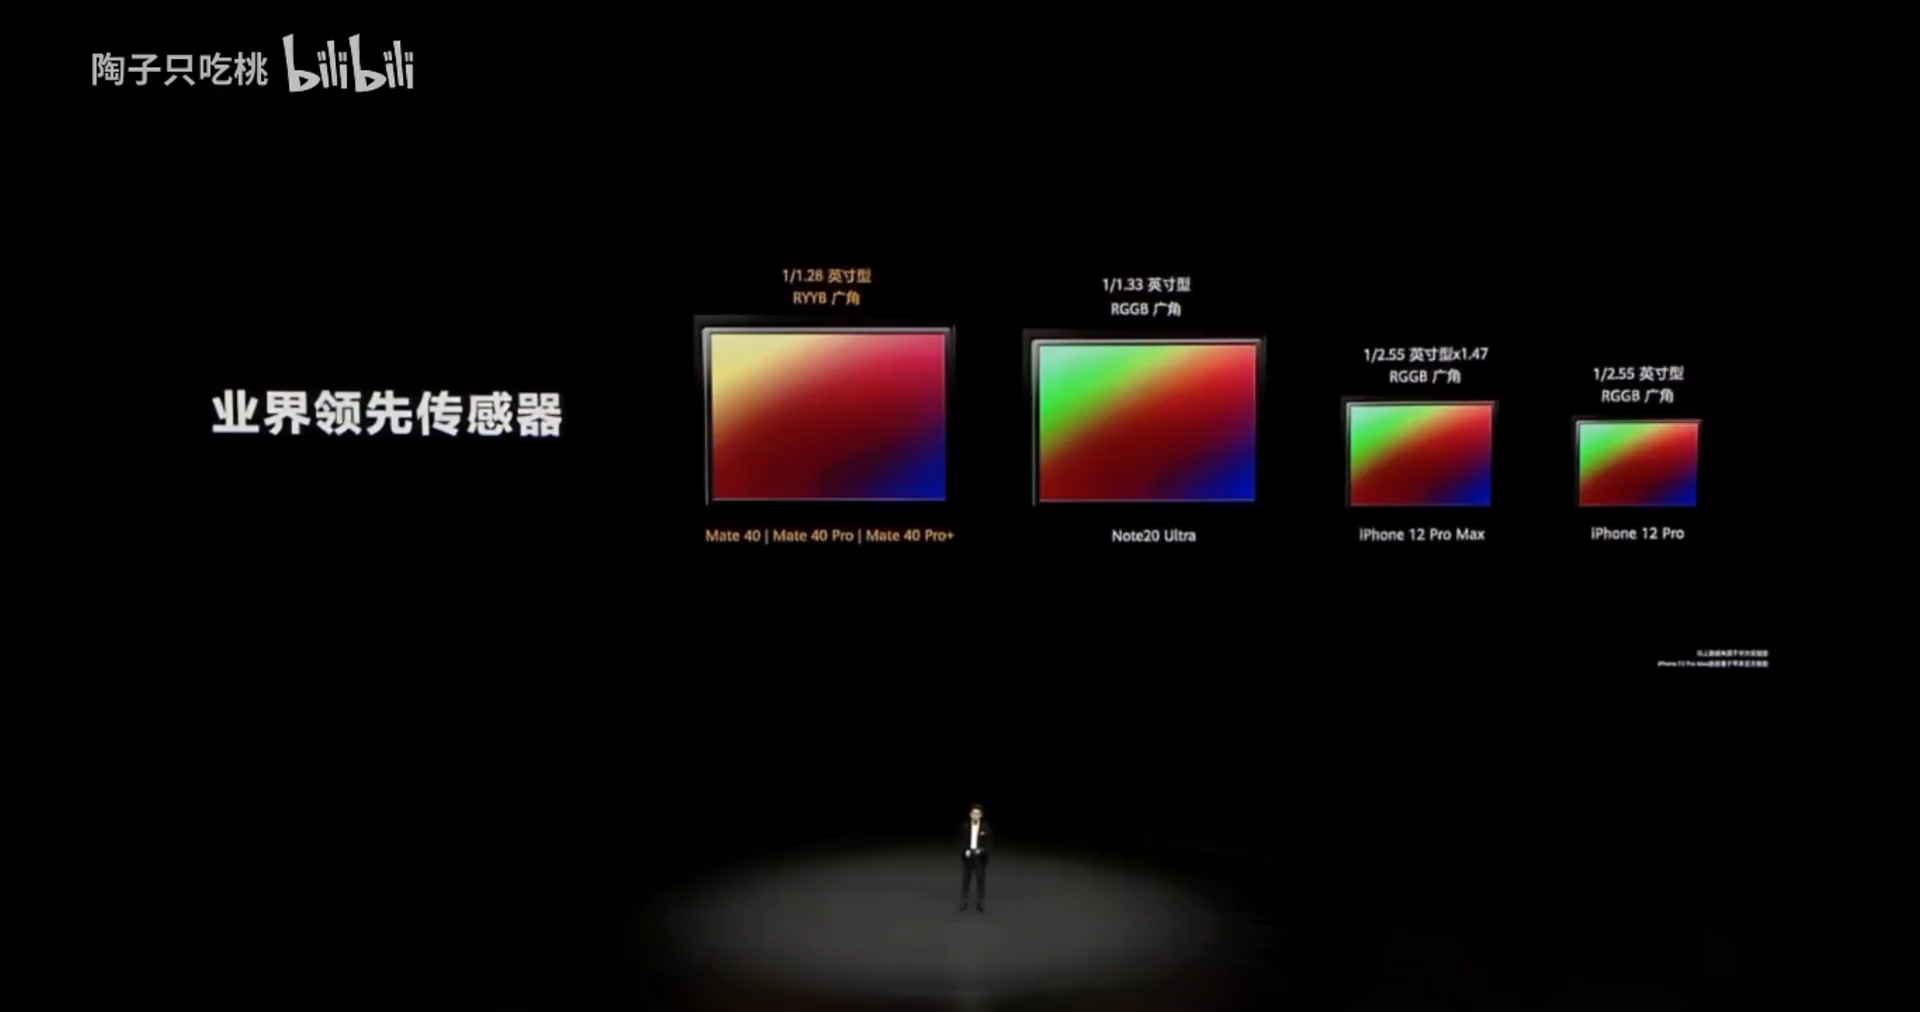 陶子只吃桃 bilibili
业界领先传感器
1/1.28 英寸型
RYYB 广角
Mate 40 | Mate 40 Pro | Mate 40 Pro+
1/1.33 英寸型
RGGB 广角
Note20 Ultra
1/2.55 英寸型x1.47
RGGB 广角
iPhone 12 Pro Max
1/2.55 英寸型
RGGB 广角
iPhone 12 Pro